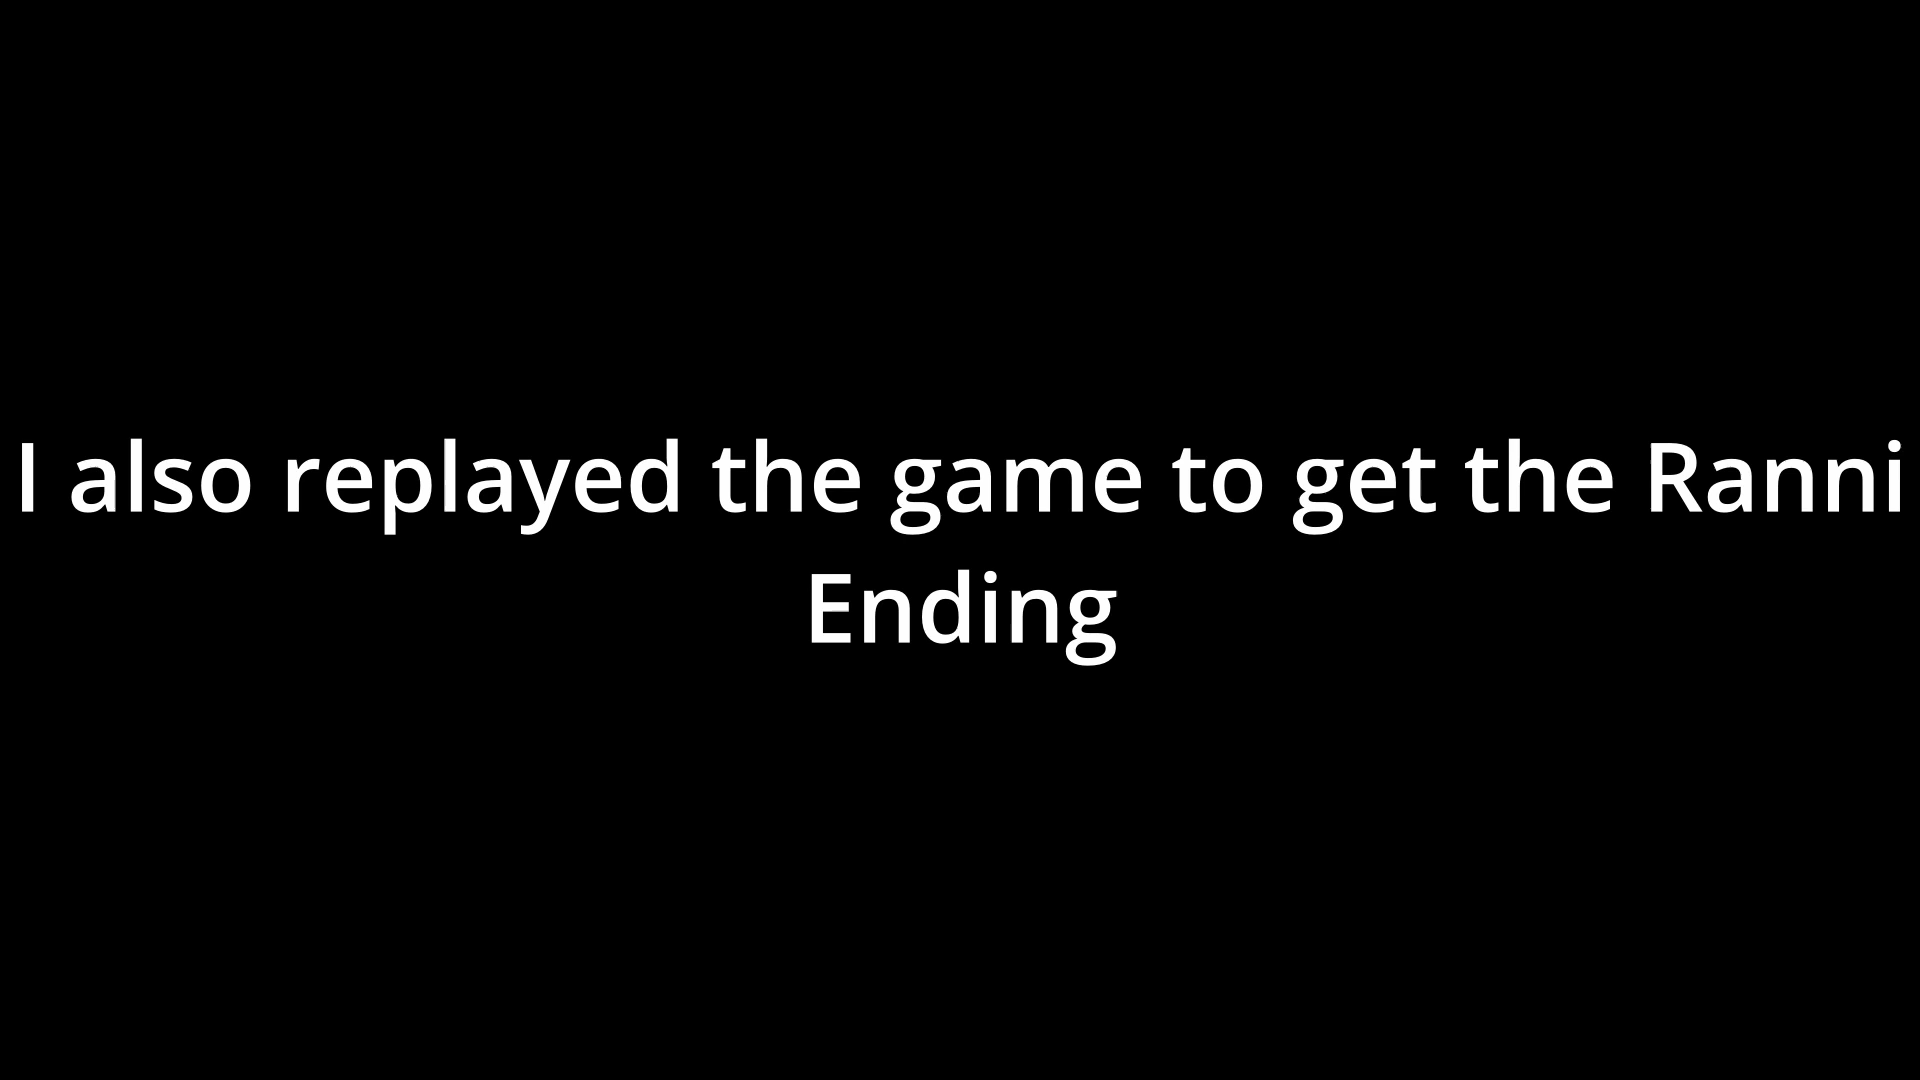 I also replayed the game to get the Ranni
Ending